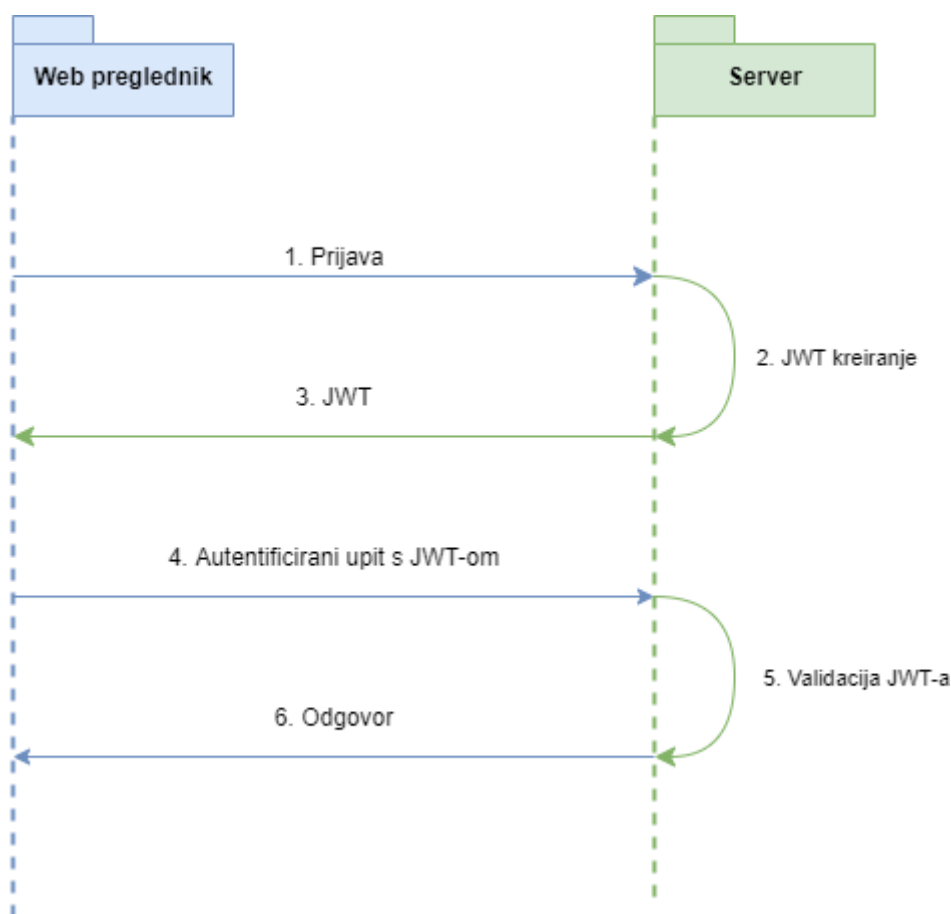 Web preglednik
Server
1. Prijava
2. JWT kreiranje
3. JWT
4. Autentificirani upit s JWT-om
5. Validacija JWT-a
6. Odgovor